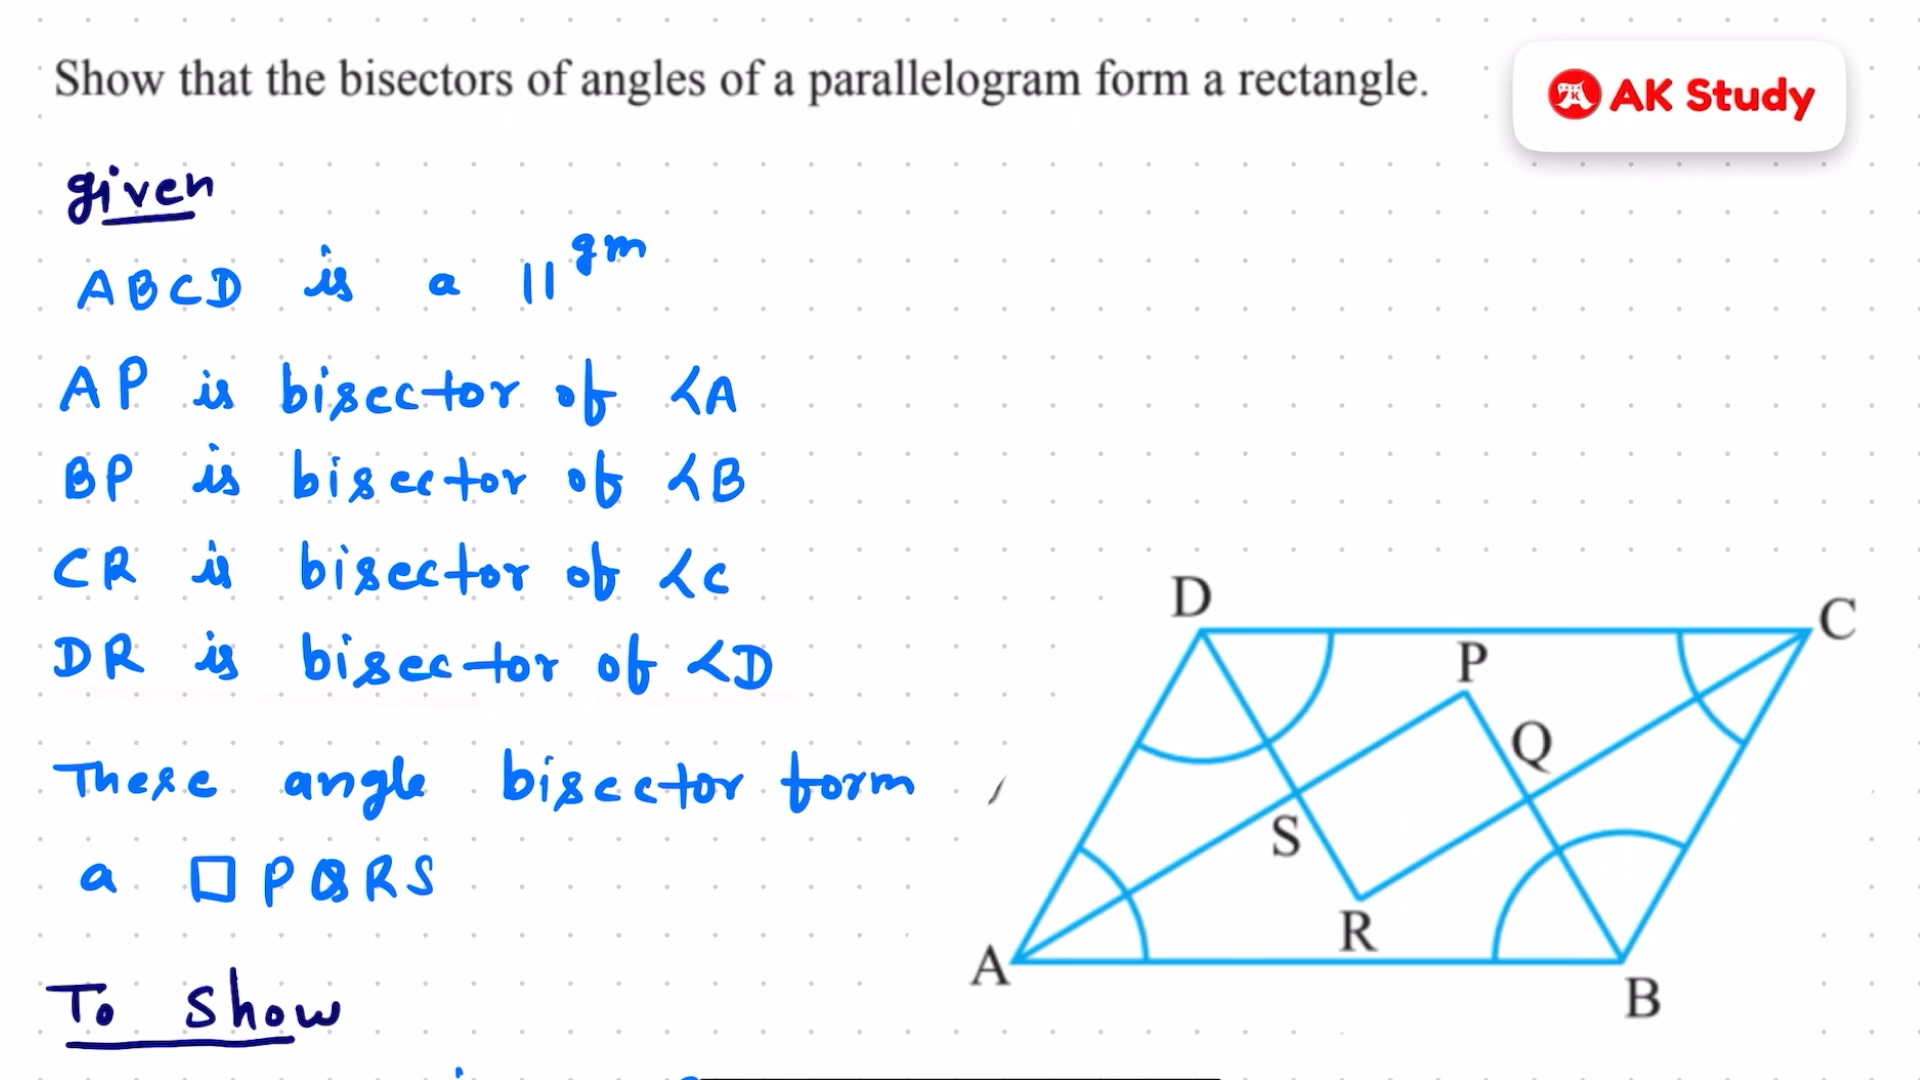 Show that the bisectors of angles of a parallelogram form a rectangle.
AK Study
given
ABCD is a ||gm
AP is bisector of <A
BP is bisector of <B
CR is bisector of <C
DR is bisector of <D
These angle bisector form
a □ PQRS
To show
D
C
P
Q
S
R
A
B